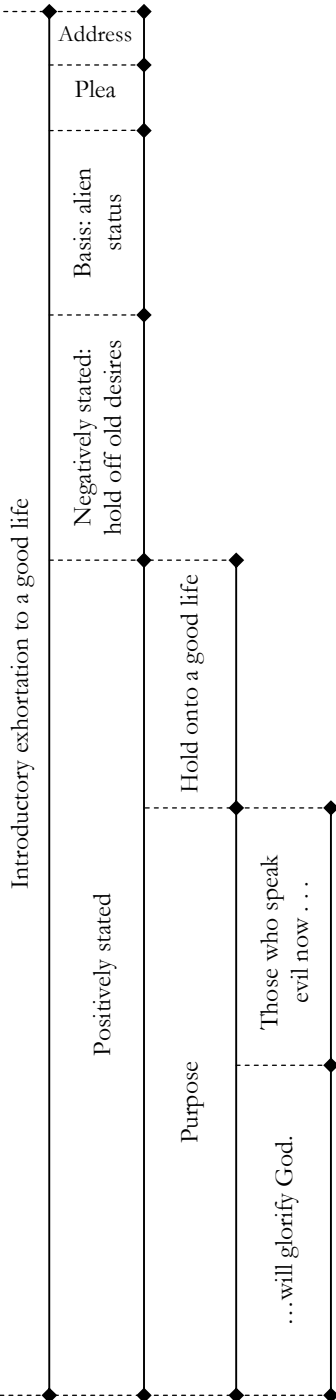 Introductory exhortation to a good life
Address
Plea
Basis: alien
status
Negatively stated:
hold off old desires
Positively stated
Hold onto a good life
Purpose
Those who speak
evil now . . .
…will glorify God.